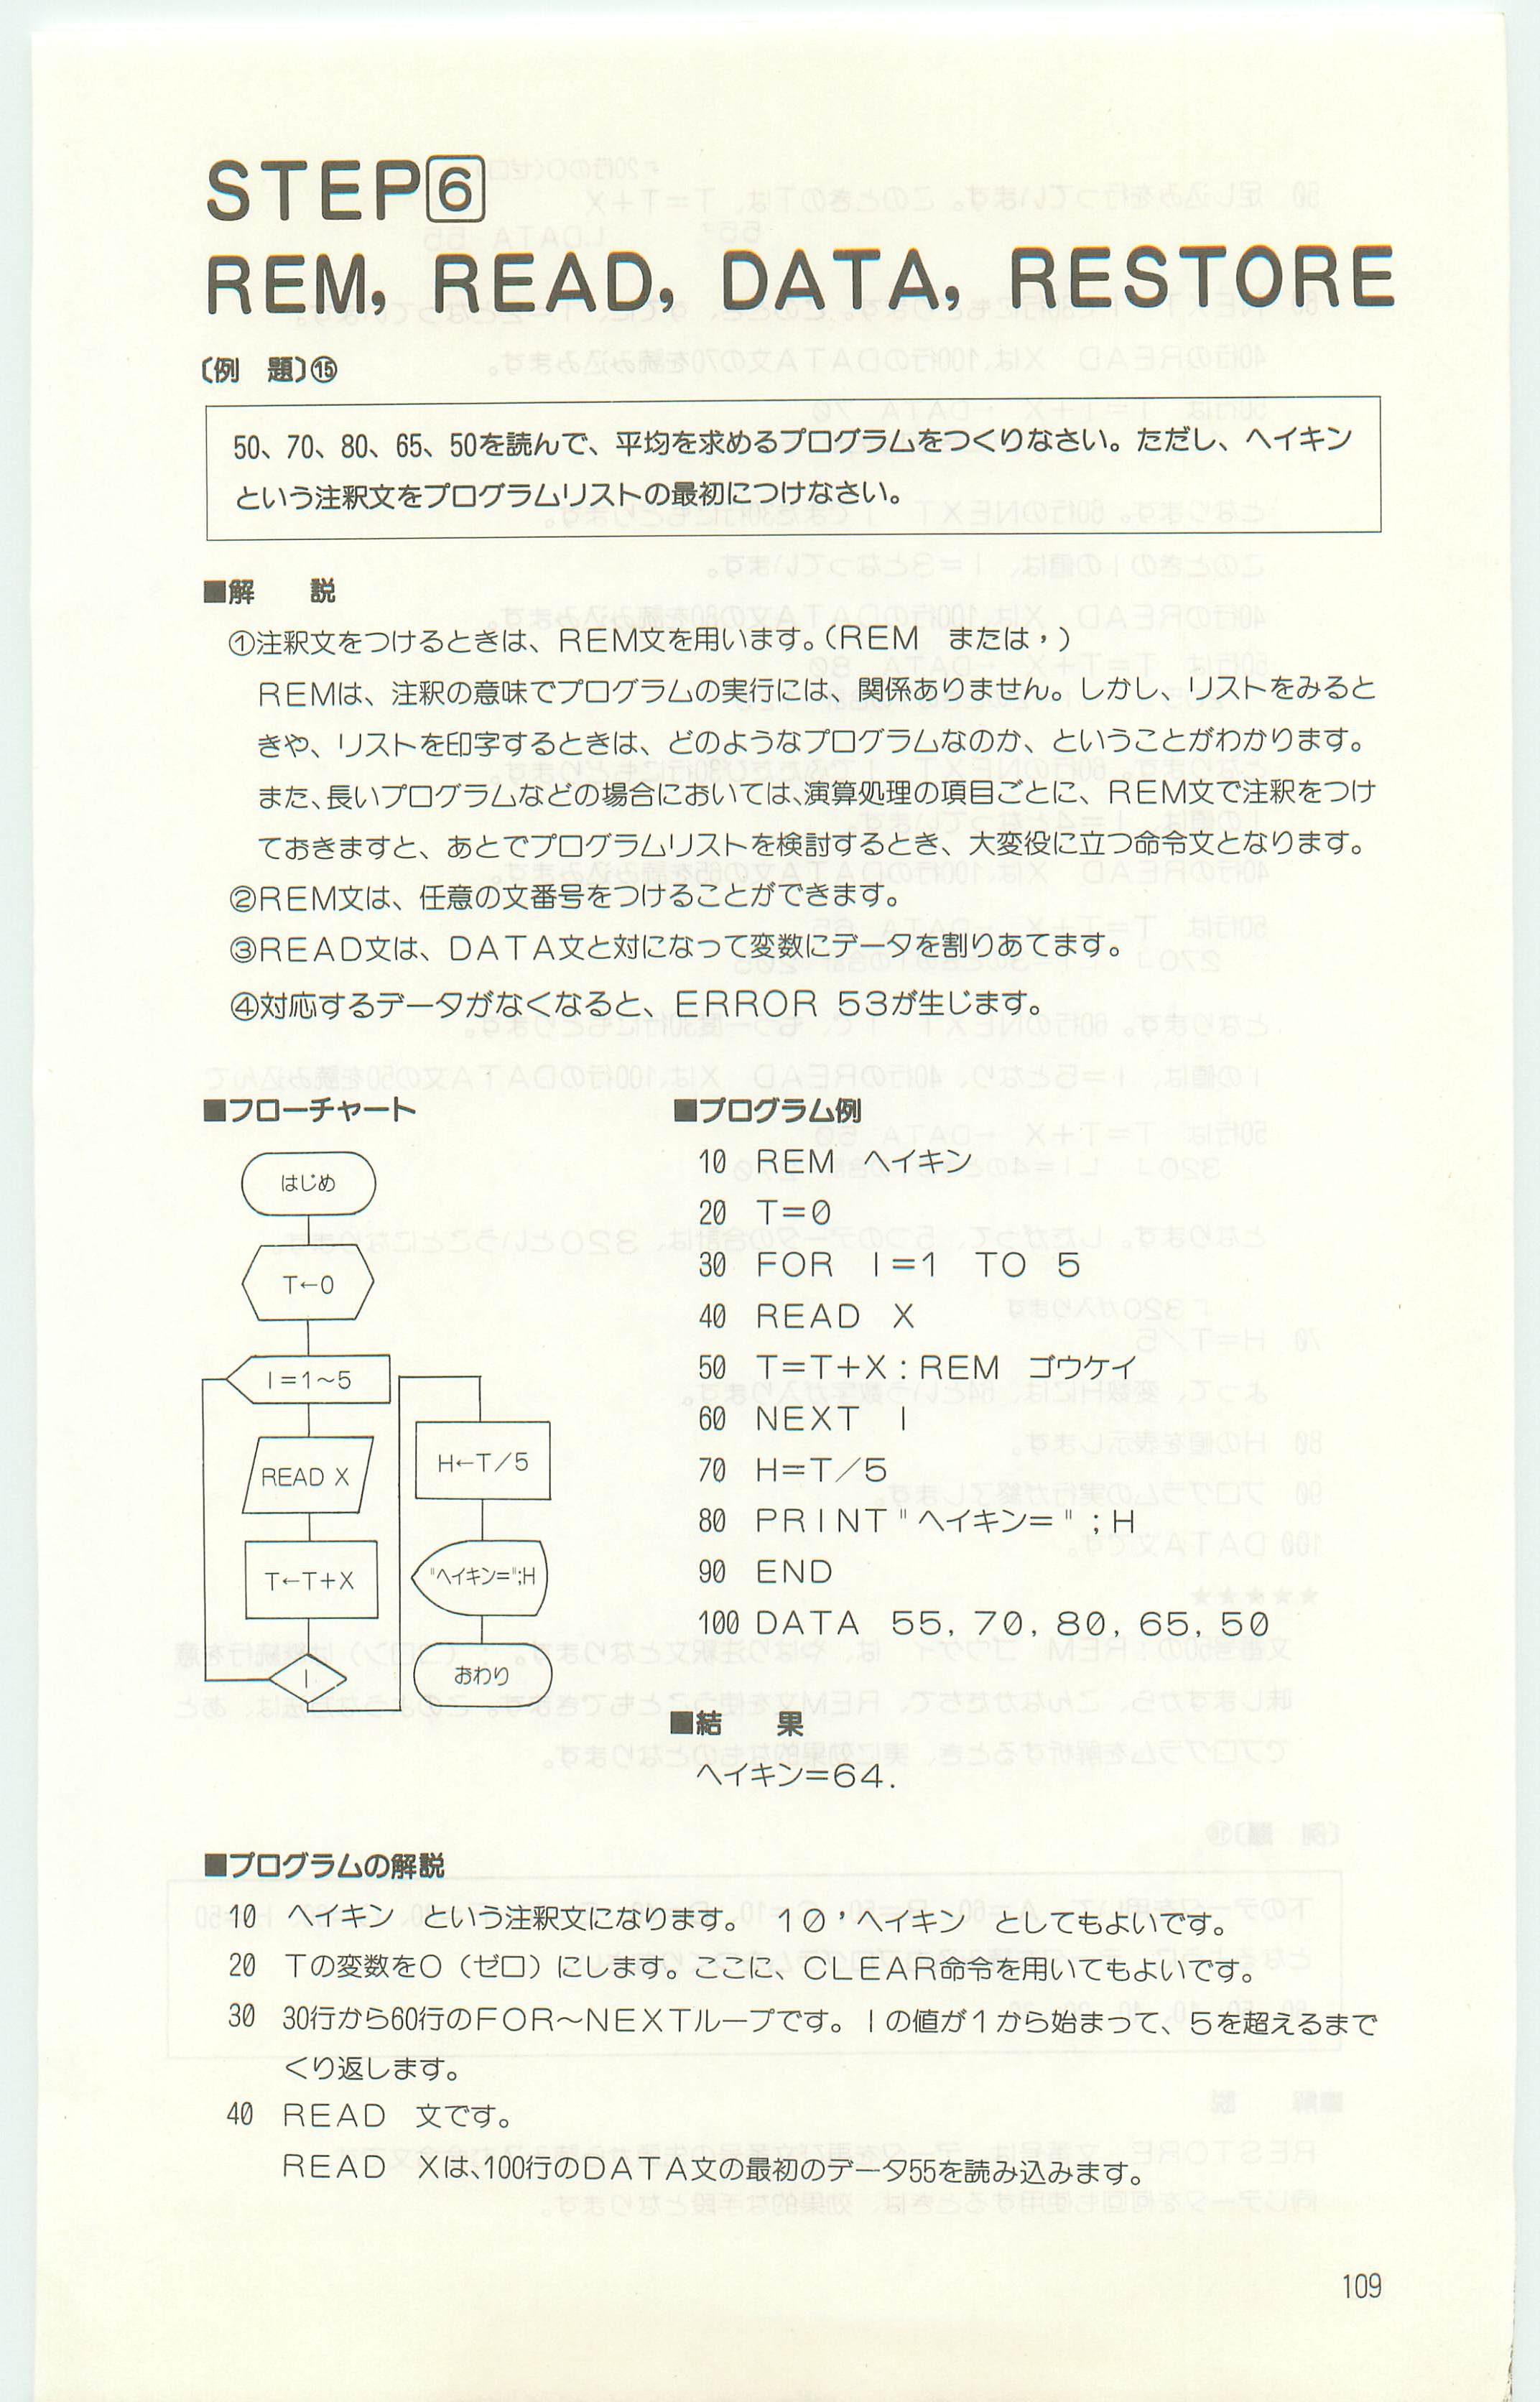 STEP6
REM, READ, DATA, RESTORE
〔例　題〕⑮
50、70、80、65、50を読んで、平均を求めるプログラムをつくりなさい。ただし、ヘイキン
という注釈文をプログラムリストの最初につけなさい。
■解　　説
①注釈文をつけるときは、REM文を用います。（REM　または，）
REMは、注釈の意味でプログラムの実行には、関係ありません。しかし、リストをみると
きや、リストを印字するときは、どのようなプログラムなのか、ということがわかります。
また、長いプログラムなどの場合においては、演算処理の項目ごとに、REM文で注釈をつけ
ておきますと、あとでプログラムリストを検討するとき、大変役に立つ命令文となります。
②REM文は、任意の文番号をつけることができます。
③READ文は、DATA文と対になって変数にデータを割りあてます。
④対応するデータがなくなると、ERROR 53が生じます。
■フローチャート
はじめ
T←0
I=1～5
READ X
T←T+X
I
H←T／5
"ヘイキン=";H
おわり
■プログラム例
10　REM　ヘイキン
20　T=0
30　FOR　I=1　TO　5
40　READ　X
50　T=T+X：REM　ゴウケイ
60　NEXT　I
70　H=T／5
80　PRINT"ヘイキン=";H
90　END
100 DATA　55, 70, 80, 65, 50
■結　　果
ヘイキン=64.
■プログラムの解説
10　ヘイキン　という注釈文になります。　10 ’ヘイキン　としてもよいです。
20　Tの変数をO（ゼロ）にします。ここに、CLEAR命令を用いてもよいです。
30　30行から60行のFOR～NEXTループです。Iの値が1から始まって、5を超えるまで
くり返します。
40　READ　文です。
READ　Xは、100行のDATA文の最初のデータ55を読み込みます。
109